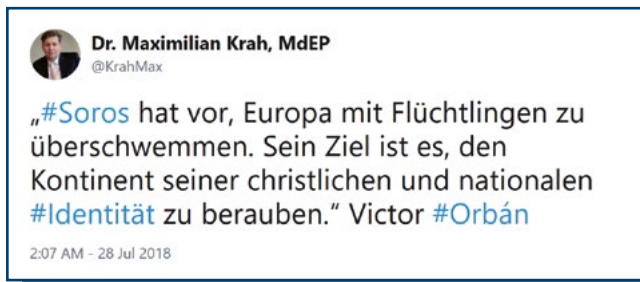 Dr. Maximilian Krah, MdEP
@KrahMax
„#Soros hat vor, Europa mit Flüchtlingen zu
überschwemmen. Sein Ziel ist es, den
Kontinent seiner christlichen und nationalen
#Identität zu berauben.“ Victor #Orbán
2:07 AM - 28 Jul 2018